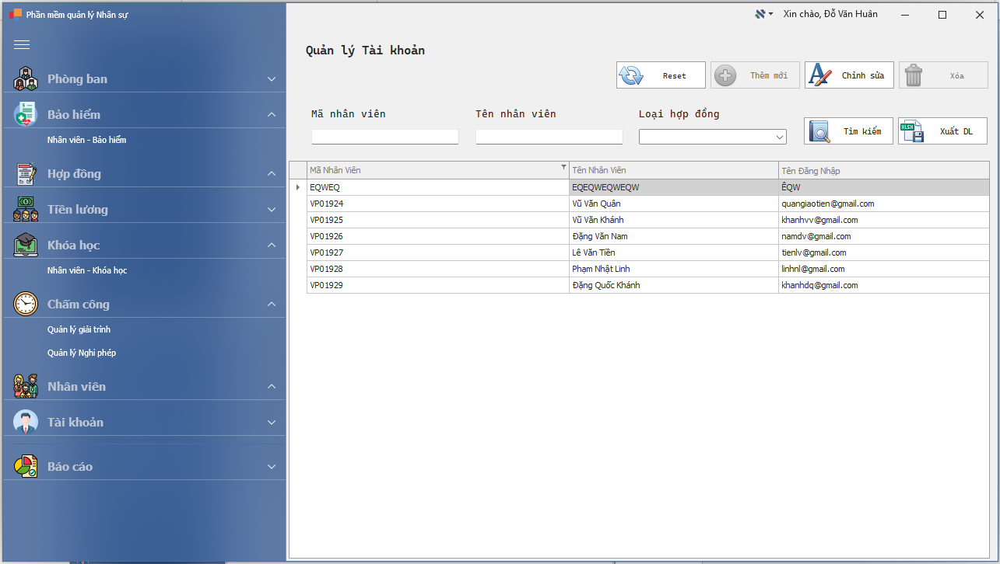 Phần mềm quản lý Nhân sự
Xin chào, Đỗ Văn Huân
Phòng ban
Bảo hiểm
Nhân viên - Bảo hiểm
Hợp đồng
Tiền lương
Khóa học
Nhân viên - Khóa học
Chấm công
Quản lý giải trình
Quản lý Nghỉ phép
Nhân viên
Tài khoản
Báo cáo
Quản lý Tài khoản
Reset
Thêm mới
Chỉnh sửa
Xóa
Mã nhân viên
Tên nhân viên
Loại hợp đồng
Tìm kiếm
XLSX
Xuất DL
Mã Nhân Viên Tên Nhân Viên Tên Đăng Nhập
EQWEQ EQEQWEQWEQW ÊQW
VP01924 Vũ Văn Quân quangiaotien@gmail.com
VP01925 Vũ Văn Khánh khanhvv@gmail.com
VP01926 Đặng Văn Nam namdv@gmail.com
VP01927 Lê Văn Tiền tienlv@gmail.com
VP01928 Phạm Nhật Linh linhnl@gmail.com
VP01929 Đặng Quốc Khánh khanhdq@gmail.com